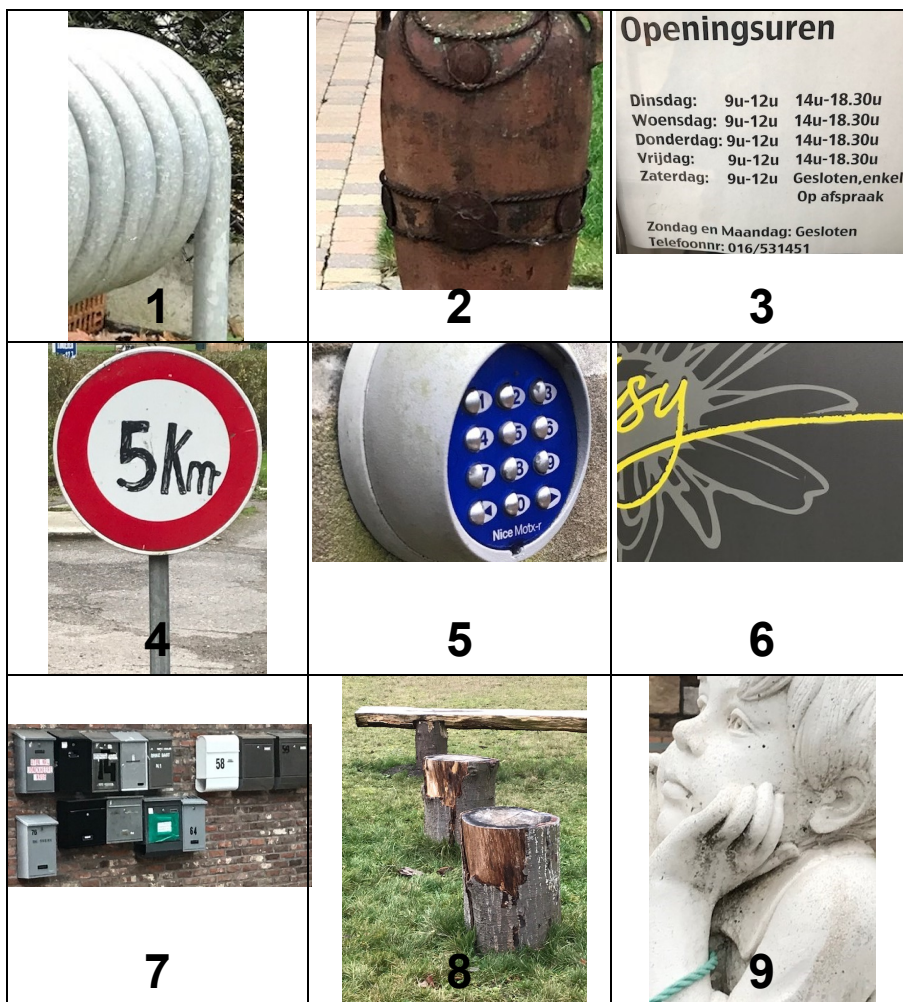 1
2
Openingsuren
Dinsdag: 9u-12u 14u-18.30u
Woensdag: 9u-12u 14u-18.30u
Donderdag: 9u-12u 14u-18.30u
Vrijdag: 9u-12u 14u-18.30u
Zaterdag: 9u-12u Gesloten,enkel
Op afspraak
Zondag en Maandag: Gesloten
Telefoonnr: 016/531451
3
5Km
4
1 2 3
4 5 6
7 8 9
0
Nice Motx-r
5
sy
6
58
64
7
8
9